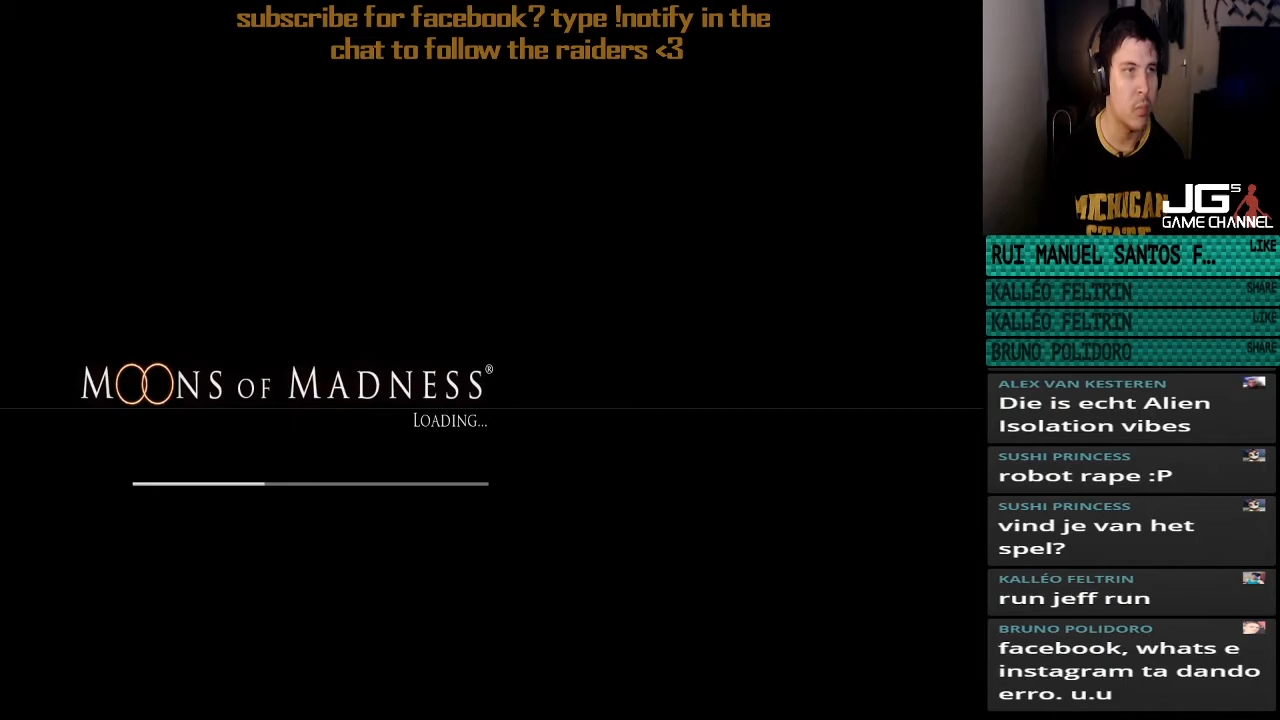 subscribe for facebook? type !notify in the
chat to follow the raiders <3
MOONS OF MADNESS®
LOADING...
MICHIGAN
STATE
JG5
GAME CHANNEL
RUI MANUEL SANTOS F... LIKE
KALLÉO FELTRIN SHARE
KALLÉO FELTRIN LIKE
BRUNO POLIDORO SHARE
ALEX VAN KESTEREN
Die is echt Alien
Isolation vibes
SUSHI PRINCESS
robot rape :P
SUSHI PRINCESS
vind je van het
spel?
KALLÉO FELTRIN
run jeff run
BRUNO POLIDORO
facebook, whats e
instagram ta dando
erro. u.u